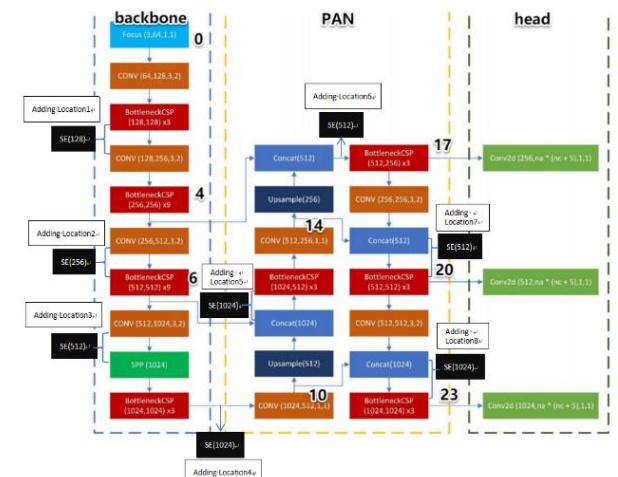 backbone
PAN
head
Focus (3,64,1,1)
0
CONV (64,128,3,2)
Adding Location1
SE(128)
BottleneckCSP
(128,128) x3
CONV (128,256,3,2)
BottleneckCSP
(256,256) x9
4
Adding Location2
SE(256)
CONV (256,512,3,2)
BottleneckCSP
(512,512) x9
6
Adding Location3
SE(512)
CONV (512,1024,3,2)
SPP (1024)
BottleneckCSP
(1024,1024) x3
SE(1024)
Adding Location4
Concat(512)
Upsample(256)
14
CONV (512,256,1,1)
BottleneckCSP
(1024,512) x3
Adding
Location5
SE(1024)
Concat(1024)
Upsample(512)
10
CONV (1024,512,1,1)
Adding Location6
SE(512)
BottleneckCSP
(512,256) x3
17
CONV (256,256,3,2)
Adding
Location7
SE(512)
Concat(512)
BottleneckCSP
(512,512) x3
20
CONV (512,512,3,2)
Adding
Location8
SE(1024)
Concat(1024)
BottleneckCSP
(1024,1024) x3
23
Conv2d (256,na * (nc + 5),1,1)
Conv2d (512,na * (nc + 5),1,1)
Conv2d (1024,na * (nc + 5),1,1)